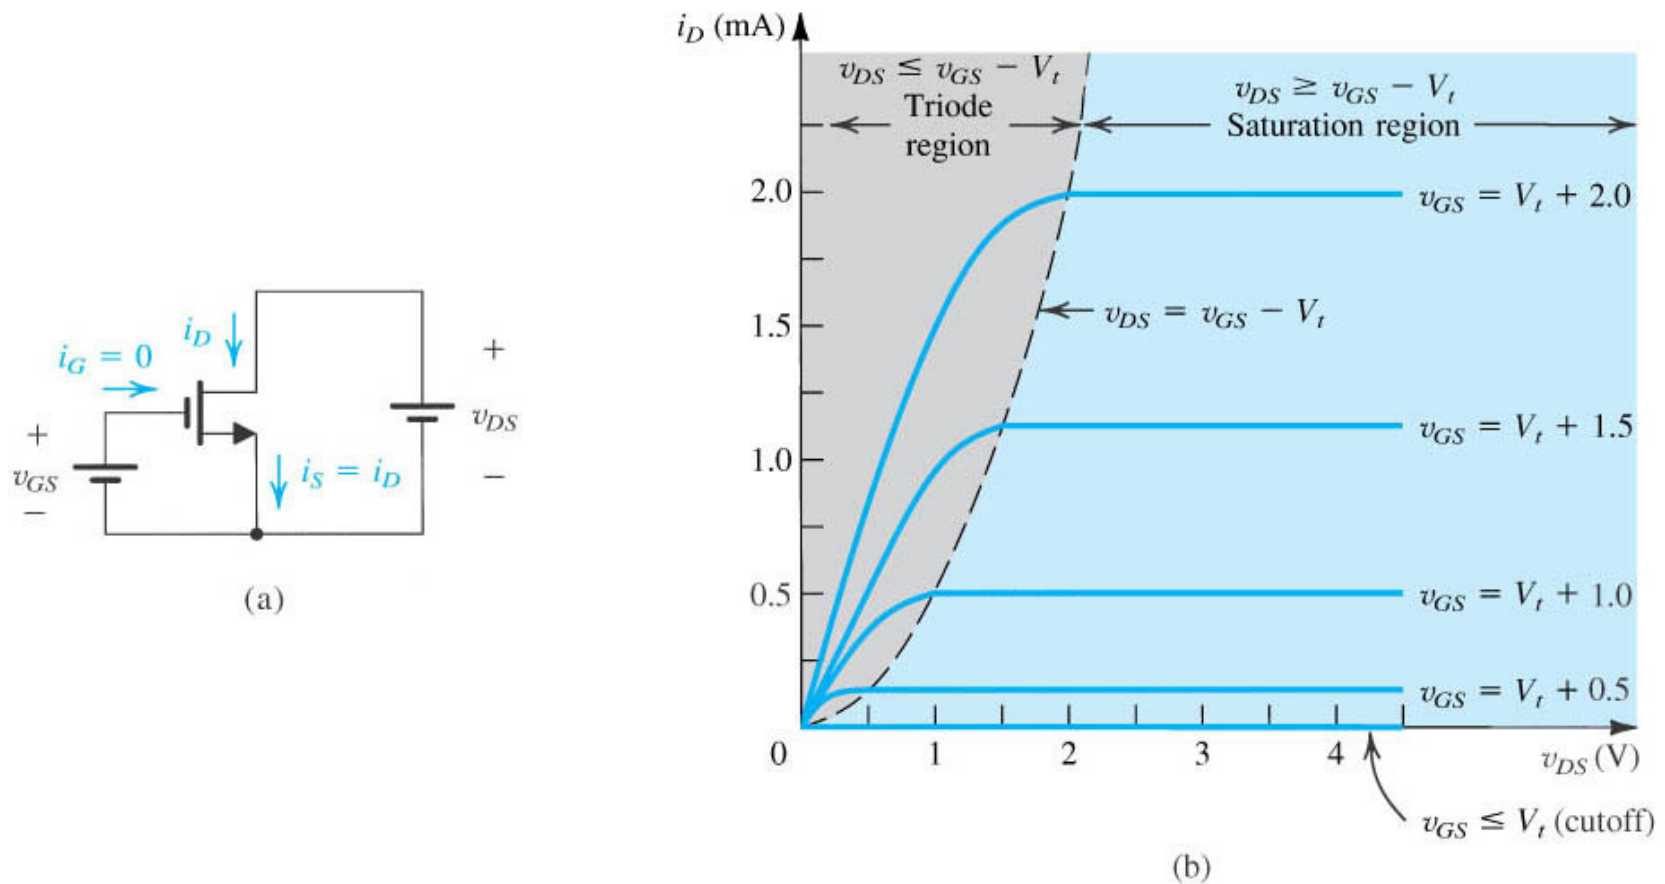 i_G = 0
i_D
+
v_GS
−
i_S = i_D
+
v_DS
−
(a)
i_D (mA)
v_DS ≤ v_GS − V_t
Triode
region
v_DS ≥ v_GS − V_t
Saturation region
2.0
v_GS = V_t + 2.0
v_DS = v_GS − V_t
1.5
v_GS = V_t + 1.5
1.0
0.5
v_GS = V_t + 1.0
v_GS = V_t + 0.5
0
1
2
3
4
v_DS (V)
v_GS ≤ V_t (cutoff)
(b)